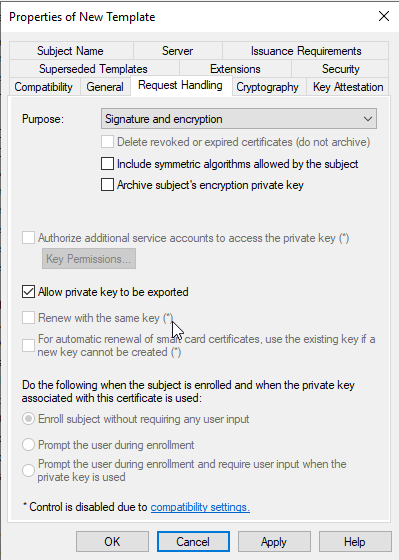 Properties of New Template
Subject Name Server Issuance Requirements
Superseded Templates Extensions Security
Compatibility General Request Handling Cryptography Key Attestation
Purpose: Signature and encryption
Delete revoked or expired certificates (do not archive)
Include symmetric algorithms allowed by the subject
Archive subject's encryption private key
Authorize additional service accounts to access the private key (*)
Key Permissions...
Allow private key to be exported
Renew with the same key (*)
For automatic renewal of smart card certificates, use the existing key if a
new key cannot be created (*)
Do the following when the subject is enrolled and when the private key
associated with this certificate is used:
Enroll subject without requiring any user input
Prompt the user during enrollment
Prompt the user during enrollment and require user input when the
private key is used
* Control is disabled due to compatibility settings.
OK Cancel Apply Help